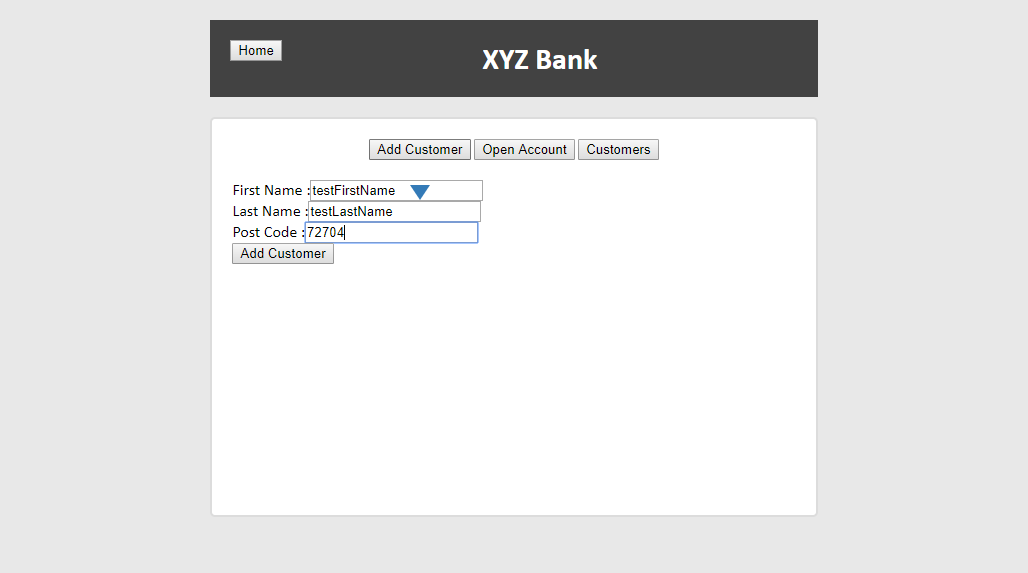 Home
XYZ Bank
Add Customer Open Account Customers
First Name : testFirstName
Last Name : testLastName
Post Code : 72704
Add Customer